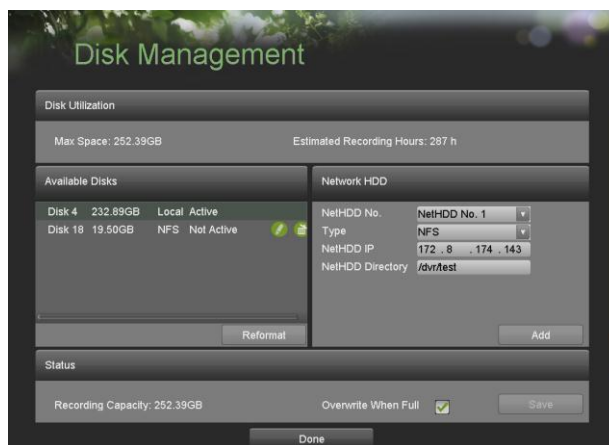 Disk Management
Disk Utilization
Max Space: 252.39GB Estimated Recording Hours: 287 h
Available Disks
Disk 4 232.89GB Local Active
Disk 18 19.50GB NFS Not Active
Reformat
Network HDD
NetHDD No. NetHDD No. 1
Type NFS
NetHDD IP 172 . 8 . 174 . 143
NetHDD Directory /dvr/test
Add
Status
Recording Capacity: 252.39GB Overwrite When Full Save
Done